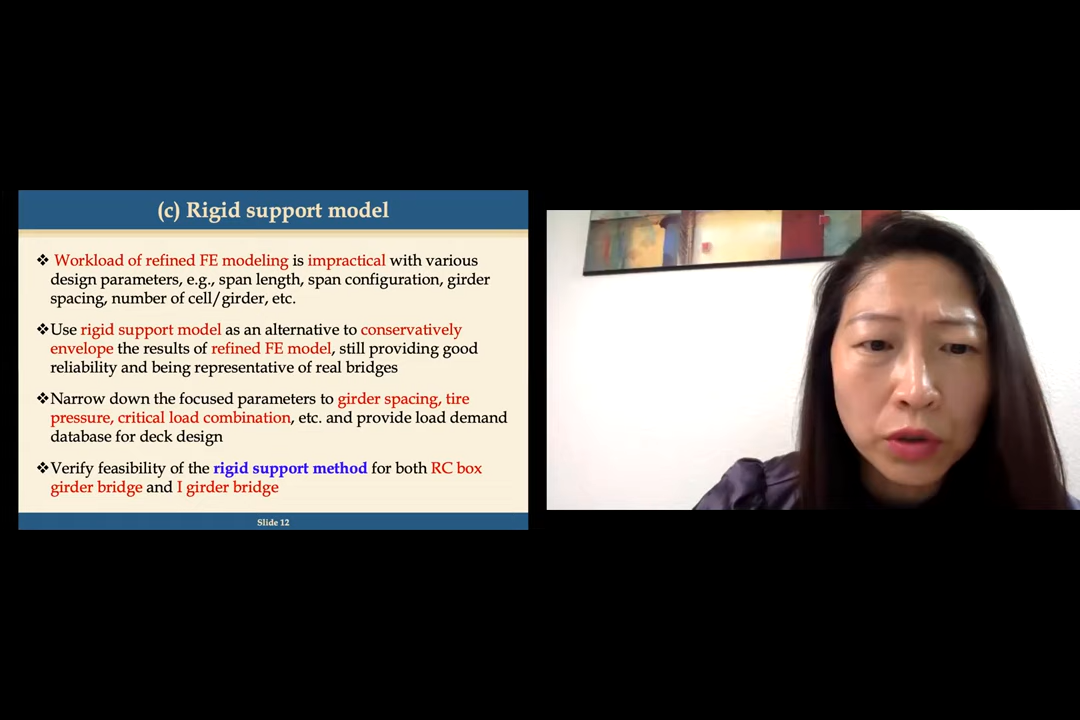 (c) Rigid support model
❖ Workload of refined FE modeling is impractical with various
design parameters, e.g., span length, span configuration, girder
spacing, number of cell/girder, etc.
❖Use rigid support model as an alternative to conservatively
envelope the results of refined FE model, still providing good
reliability and being representative of real bridges
❖Narrow down the focused parameters to girder spacing, tire
pressure, critical load combination, etc. and provide load demand
database for deck design
❖Verify feasibility of the rigid support method for both RC box
girder bridge and I girder bridge
Slide 12